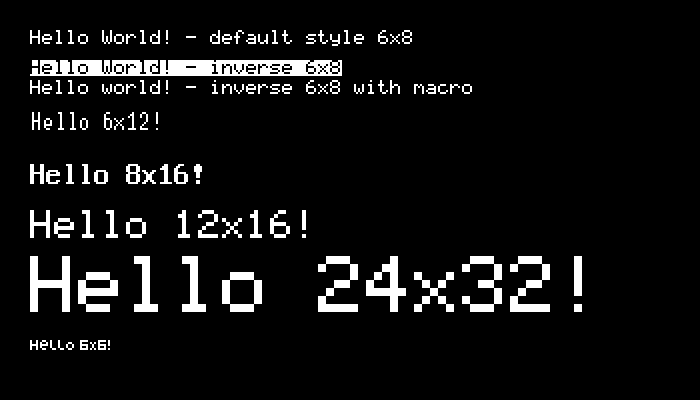 Hello World! - default style 6x8
Hello World! - inverse 6x8
Hello world! - inverse 6x8 with macro
Hello 6x12!
Hello 8x16!
Hello 12x16!
Hello 24x32!
Hello 6x6!